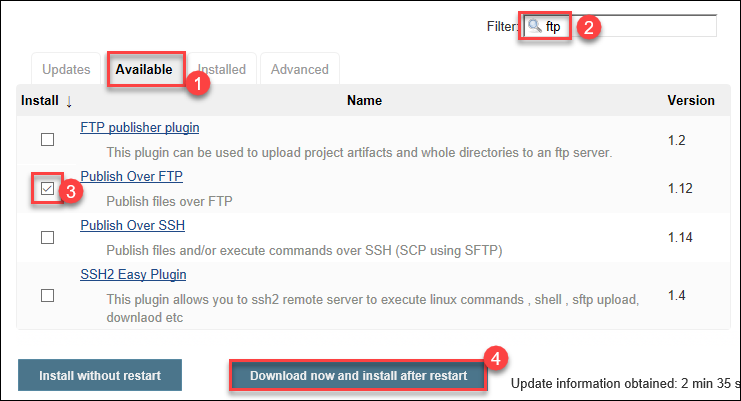 Filter: ftp 2
Updates Available Installed Advanced
1
Install ↓ Name Version
FTP publisher plugin
This plugin can be used to upload project artifacts and whole directories to an ftp server.
1.2
Publish Over FTP
3
Publish files over FTP
1.12
Publish Over SSH
Publish files and/or execute commands over SSH (SCP using SFTP)
1.14
SSH2 Easy Plugin
This plugin allows you to ssh2 remote server to execute linux commands , shell , sftp upload,
downlaod etc
1.4
4
Install without restart Download now and install after restart
Update information obtained: 2 min 35 s